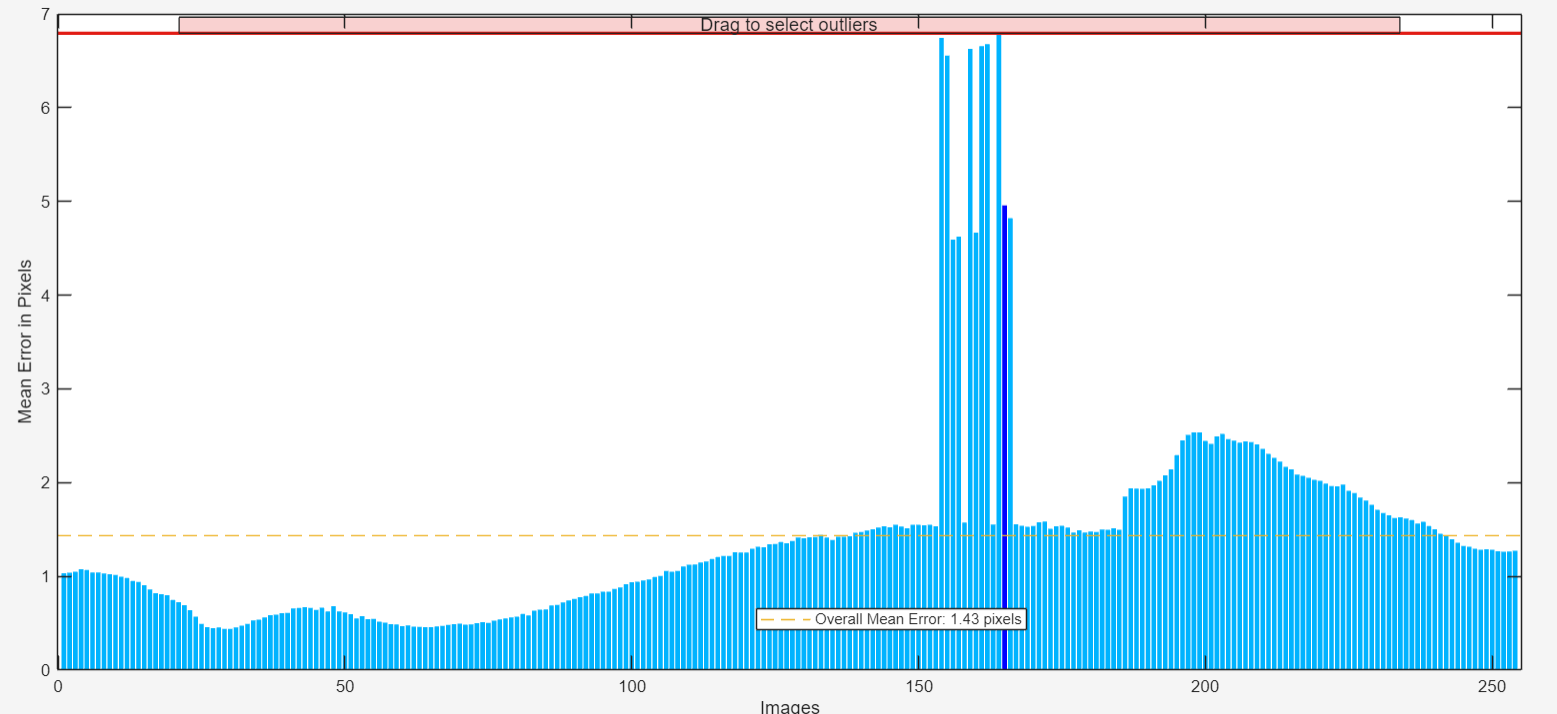 Drag to select outliers
7
6
5
4
3
2
1
0
Mean Error in Pixels
Overall Mean Error: 1.43 pixels
0 50 100 150 200 250
Images